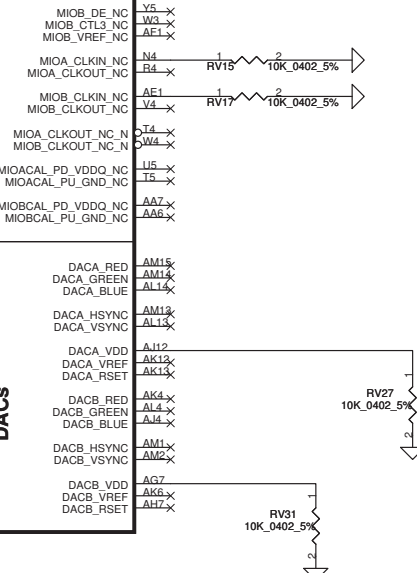 MIOB_DE_NC Y5
MIOB_CTL3_NC W3
MIOB_VREF_NC AF1
MIOA_CLKIN_NC N4 1 RV15 2 10K_0402_5%
MIOA_CLKOUT_NC R4
MIOB_CLKIN_NC AE1 1 RV17 2 10K_0402_5%
MIOB_CLKOUT_NC V4
MIOA_CLKOUT_NC_N T4
MIOB_CLKOUT_NC_N W4
MIOACAL_PD_VDDQ_NC U5
MIOACAL_PU_GND_NC T5
MIOBCAL_PD_VDDQ_NC AA7
MIOBCAL_PU_GND_NC AA6
DACs
DACA_RED AM15
DACA_GREEN AM14
DACA_BLUE AL14
DACA_HSYNC AM13
DACA_VSYNC AL13
DACA_VDD AJ12
DACA_VREF AK12
DACA_RSET AK13
1
RV27
10K_0402_5%
2
DACB_RED AK4
DACB_GREEN AL4
DACB_BLUE AJ4
DACB_HSYNC AM1
DACB_VSYNC AM2
DACB_VDD AG7
DACB_VREF AK6
DACB_RSET AH7
1
RV31
10K_0402_5%
2